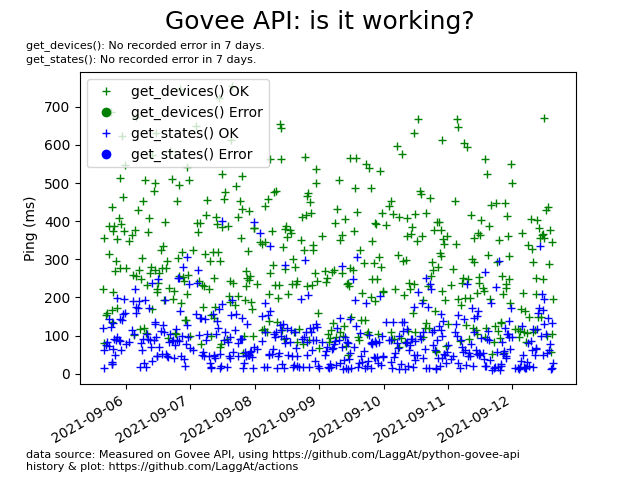 Govee API: is it working?
get_devices(): No recorded error in 7 days.
get_states(): No recorded error in 7 days.
get_devices() OK
get_devices() Error
get_states() OK
get_states() Error
Ping (ms)
700
600
500
400
300
200
100
0
2021-09-06
2021-09-07
2021-09-08
2021-09-09
2021-09-10
2021-09-11
2021-09-12
data source: Measured on Govee API, using https://github.com/LaggAt/python-govee-api
history & plot: https://github.com/LaggAt/actions